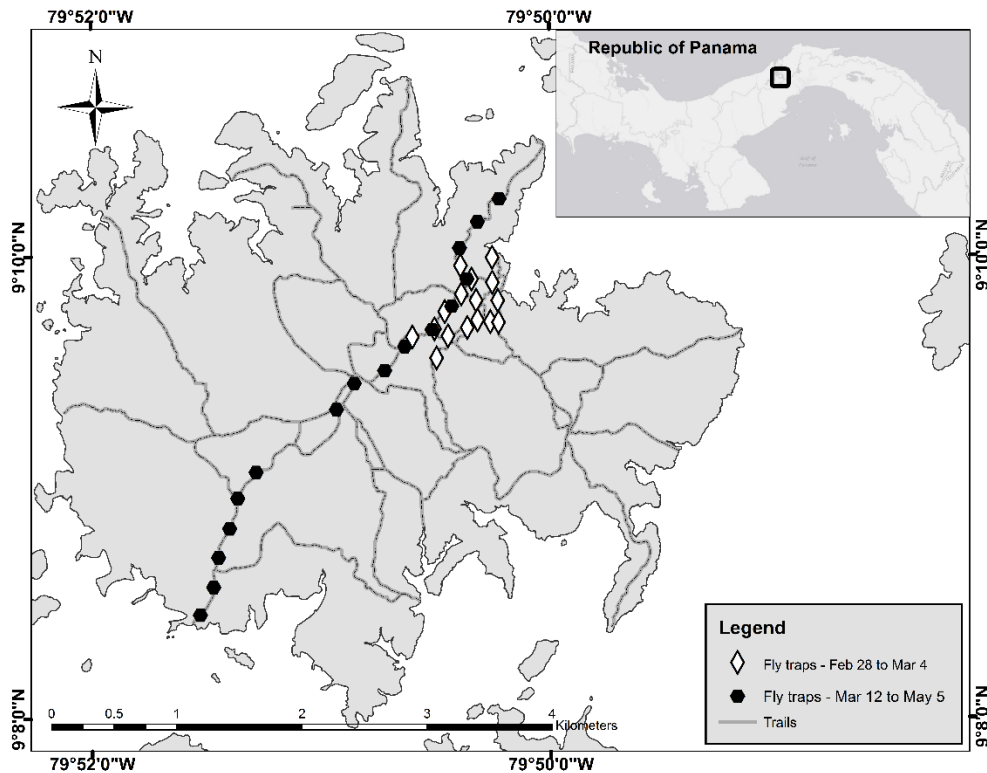 79°52'0"W
79°50'0"W
N
Republic of Panama
9°10'0"N
9°10'0"N
Legend
Fly traps - Feb 28 to Mar 4
Fly traps - Mar 12 to May 5
Trails
9°8'0"N
9°8'0"N
0 0.5 1 2 3 4
Kilometers
79°52'0"W
79°50'0"W